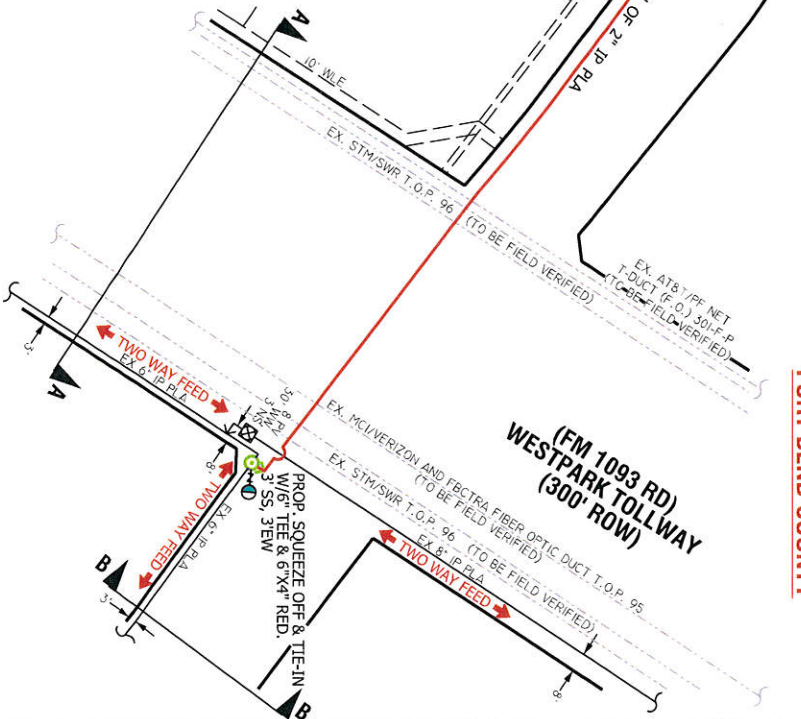 A
OF 2" IP PLA
10' WLE
EX. STM/SWR T.O.P. 96 (TO BE FIELD VERIFIED)
EX. AT&T/PF NET
T-DUCT (F.O.) 301-F-P
(TO BE FIELD VERIFIED)
3'
TWO WAY FEED
EX 6" IP PLA
A
8" PV
30' WW
3' NS
8'
(FM 1093 RD)
WESTPARK TOLLWAY
(300' ROW)
EX. MCI/VERIZON AND FBCTRA FIBER OPTIC DUCT T.O.P. 95
(TO BE FIELD VERIFIED)
EX. STM/SWR T.O.P. 96 (TO BE FIELD VERIFIED)
EX 8" IP PLA
TWO WAY FEED
8'
TWO WAY FEED
EX 6" IP PLA
PROP. SQUEEZE OFF & TIE-IN
W/6" TEE & 6"X4" RED.
3' SS, 3'EW
B
3'
B